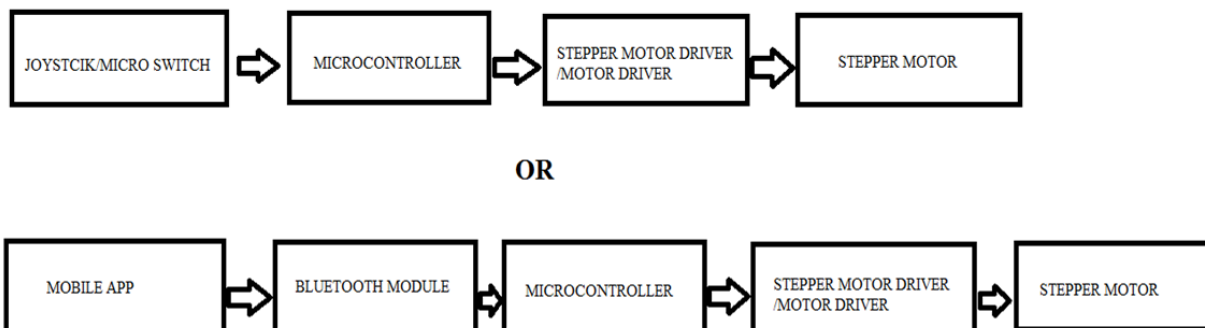 JOYSTCIK/MICRO SWITCH
MICROCONTROLLER
STEPPER MOTOR DRIVER
/MOTOR DRIVER
STEPPER MOTOR
OR
MOBILE APP
BLUETOOTH MODULE
MICROCONTROLLER
STEPPER MOTOR DRIVER
/MOTOR DRIVER
STEPPER MOTOR